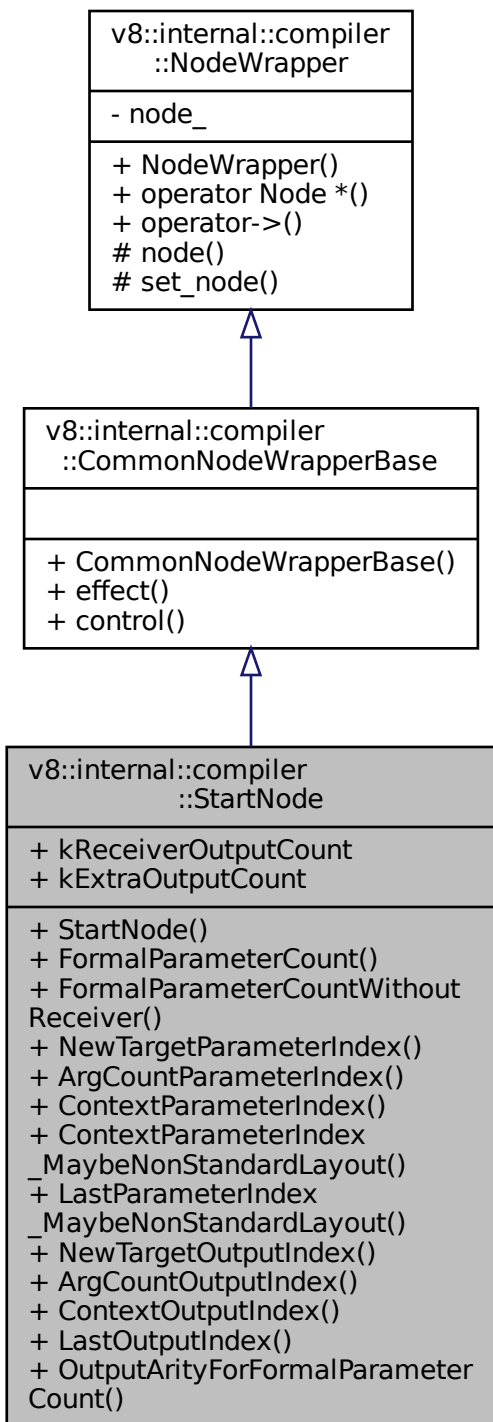 v8::internal::compiler
::NodeWrapper
- node_
+ NodeWrapper()
+ operator Node *()
+ operator->()
# node()
# set_node()
v8::internal::compiler
::CommonNodeWrapperBase
+ CommonNodeWrapperBase()
+ effect()
+ control()
v8::internal::compiler
::StartNode
+ kReceiverOutputCount
+ kExtraOutputCount
+ StartNode()
+ FormalParameterCount()
+ FormalParameterCountWithout
Receiver()
+ NewTargetParameterIndex()
+ ArgCountParameterIndex()
+ ContextParameterIndex()
+ ContextParameterIndex
_MaybeNonStandardLayout()
+ LastParameterIndex
_MaybeNonStandardLayout()
+ NewTargetOutputIndex()
+ ArgCountOutputIndex()
+ ContextOutputIndex()
+ LastOutputIndex()
+ OutputArityForFormalParameter
Count()